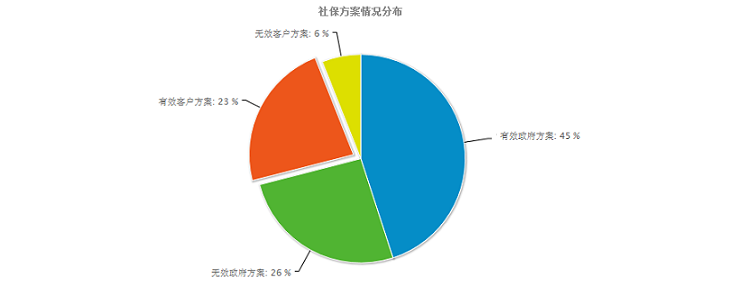 社保方案情况分布
无效客户方案: 6 %
有效客户方案: 23 %
有效政府方案: 45 %
无效政府方案: 26 %